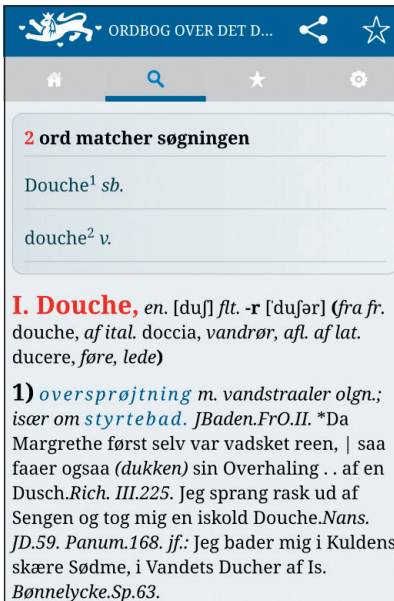 ORDBOG OVER DET D...
2 ord matcher søgningen
Douche¹ sb.
douche² v.
I. Douche, en. [duʃ] flt. -r [ˈduʃər] (fra fr.
douche, af ital. doccia, vandrør, afl. af lat.
ducere, føre, lede)
1) oversprøjtning m. vandstraaler olgn.;
især om styrtebad. JBaden.FrO.II. *Da
Margrethe først selv var vadsket reen, | saa
faaer ogsaa (dukken) sin Overhaling . . af en
Dusch.Rich. III.225. Jeg sprang rask ud af
Sengen og tog mig en iskold Douche.Nans.
JD.59. Panum.168. jf.: Jeg bader mig i Kuldens
skære Sødme, i Vandets Ducher af Is.
Bønnelycke.Sp.63.